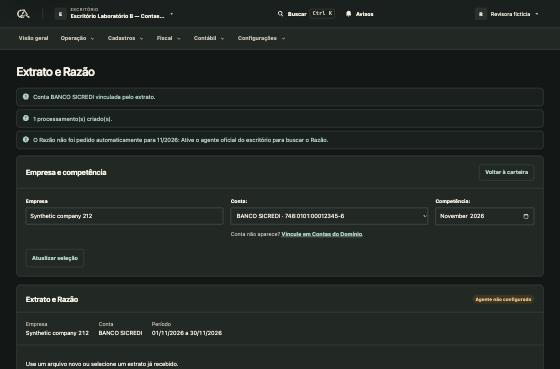 ESCRITÓRIO
E Escritório Laboratório B — Contas...
Buscar Ctrl K
Avisos
R Revisora fictícia
Visão geral Operação Cadastros Fiscal Contábil Configurações
Extrato e Razão
Conta BANCO SICREDI vinculada pelo extrato.
1 processamento(s) criado(s).
O Razão não foi pedido automaticamente para 11/2026: Ative o agente oficial do escritório para buscar o Razão.
Empresa e competência
Voltar à carteira
Empresa Conta: Competência:
Synthetic company 212 BANCO SICREDI · 748/0101/00012345-6 November 2026
Conta não aparece? Vincule em Contas do Domínio.
Atualizar seleção
Extrato e Razão
Agente não configurado
Empresa Conta Período
Synthetic company 212 BANCO SICREDI 01/11/2026 a 30/11/2026
Use um arquivo novo ou selecione um extrato já recebido.